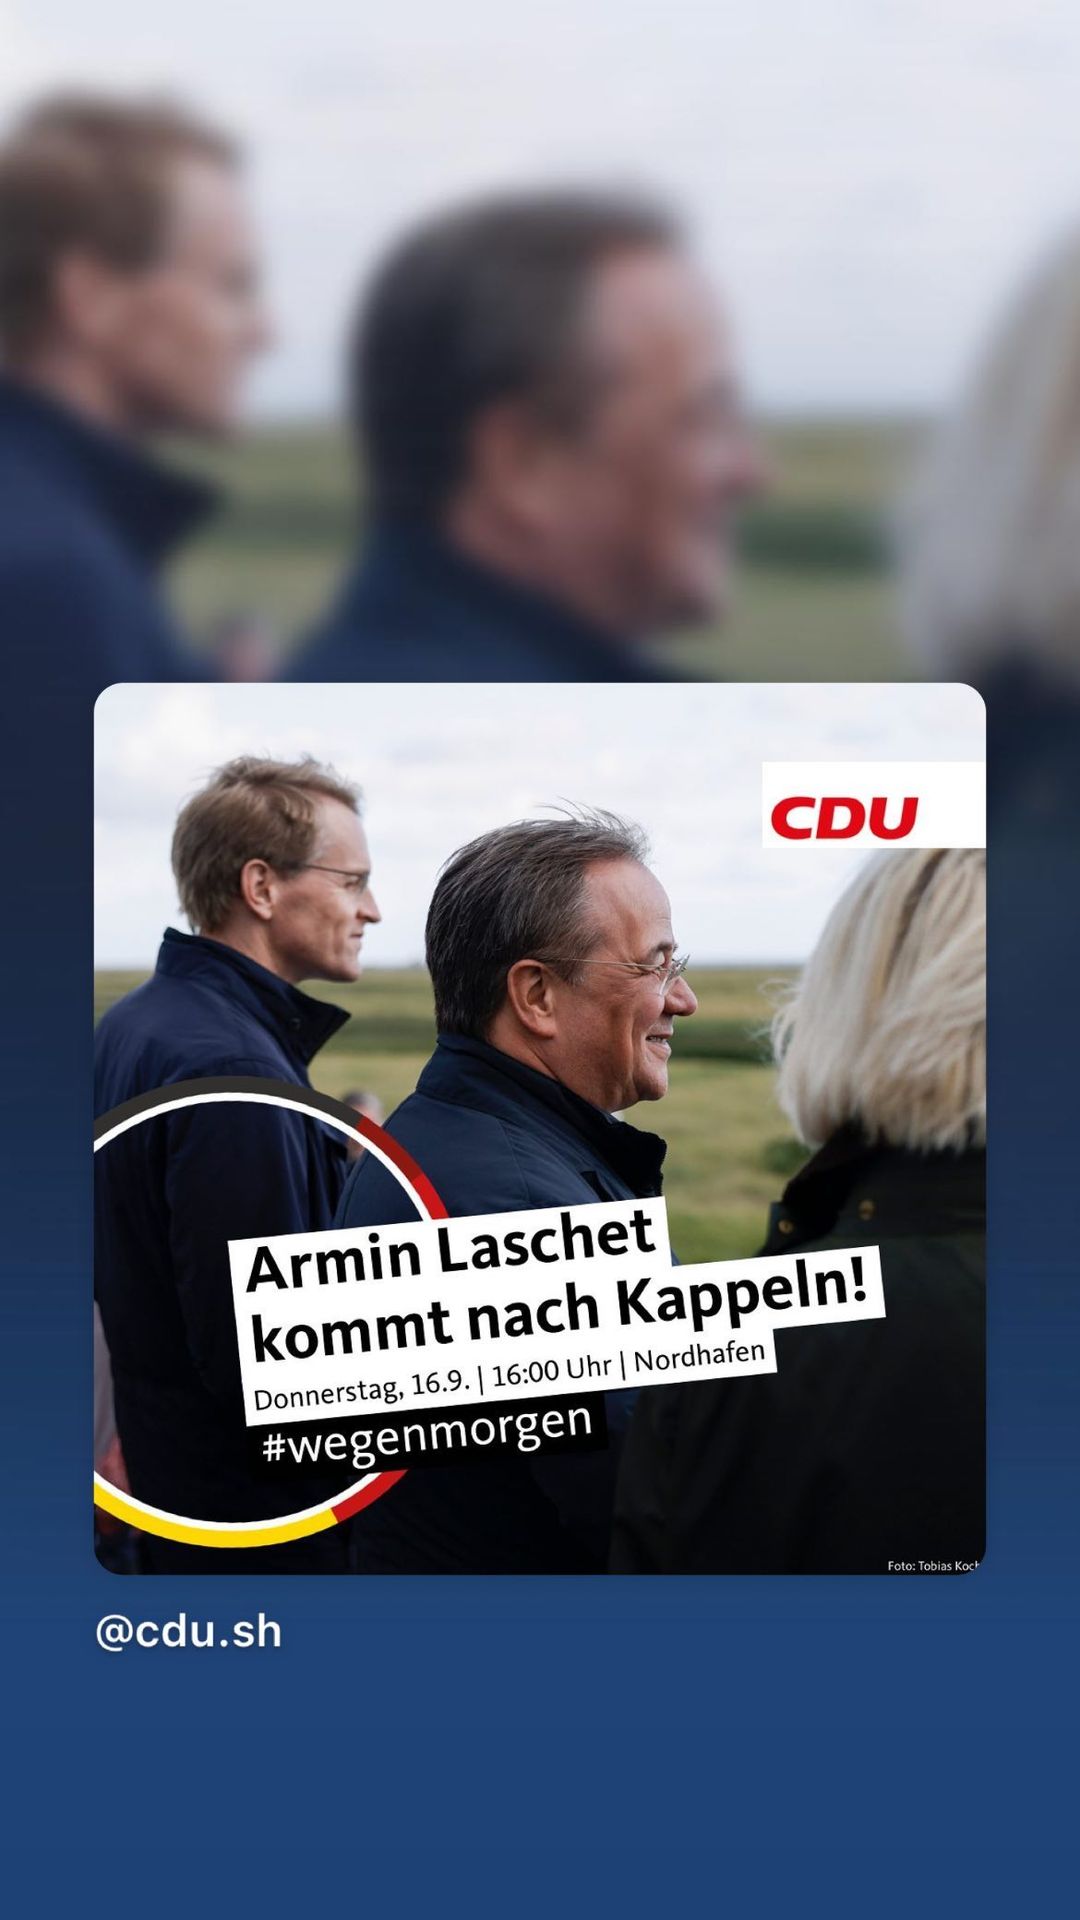 CDU
Armin Laschet
kommt nach Kappeln!
Donnerstag, 16.9. | 16:00 Uhr | Nordhafen
#wegenmorgen
Foto: Tobias Koch
@cdu.sh